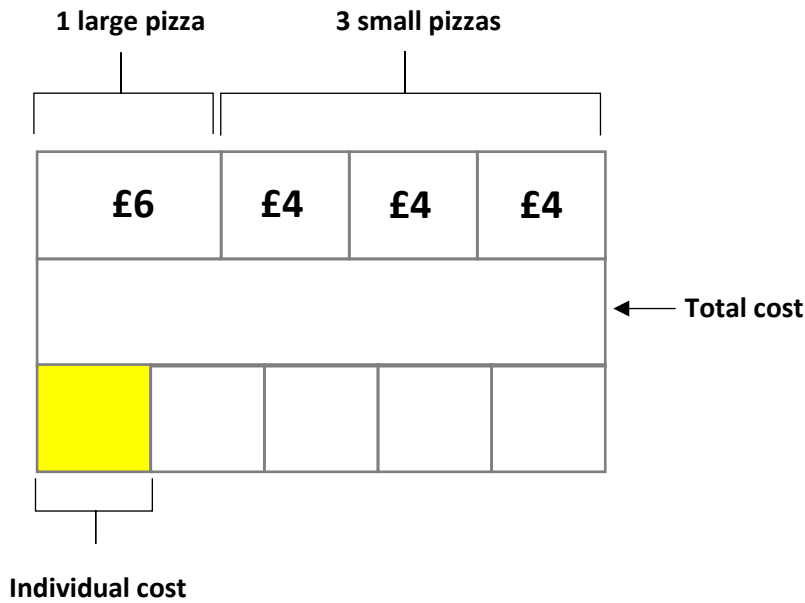 1 large pizza
3 small pizzas
£6 £4 £4 £4
Total cost
Individual cost